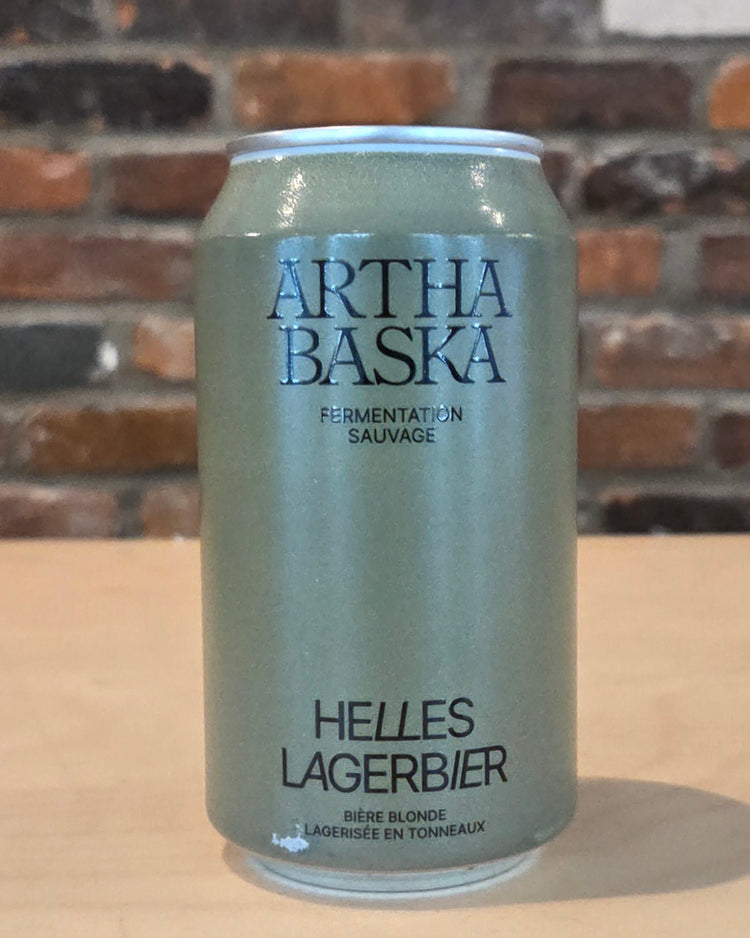 ARTHA
BASKA
FERMENTATION
SAUVAGE
HELLES
LAGERBIER
BIÈRE BLONDE
LAGERISÉE EN TONNEAUX